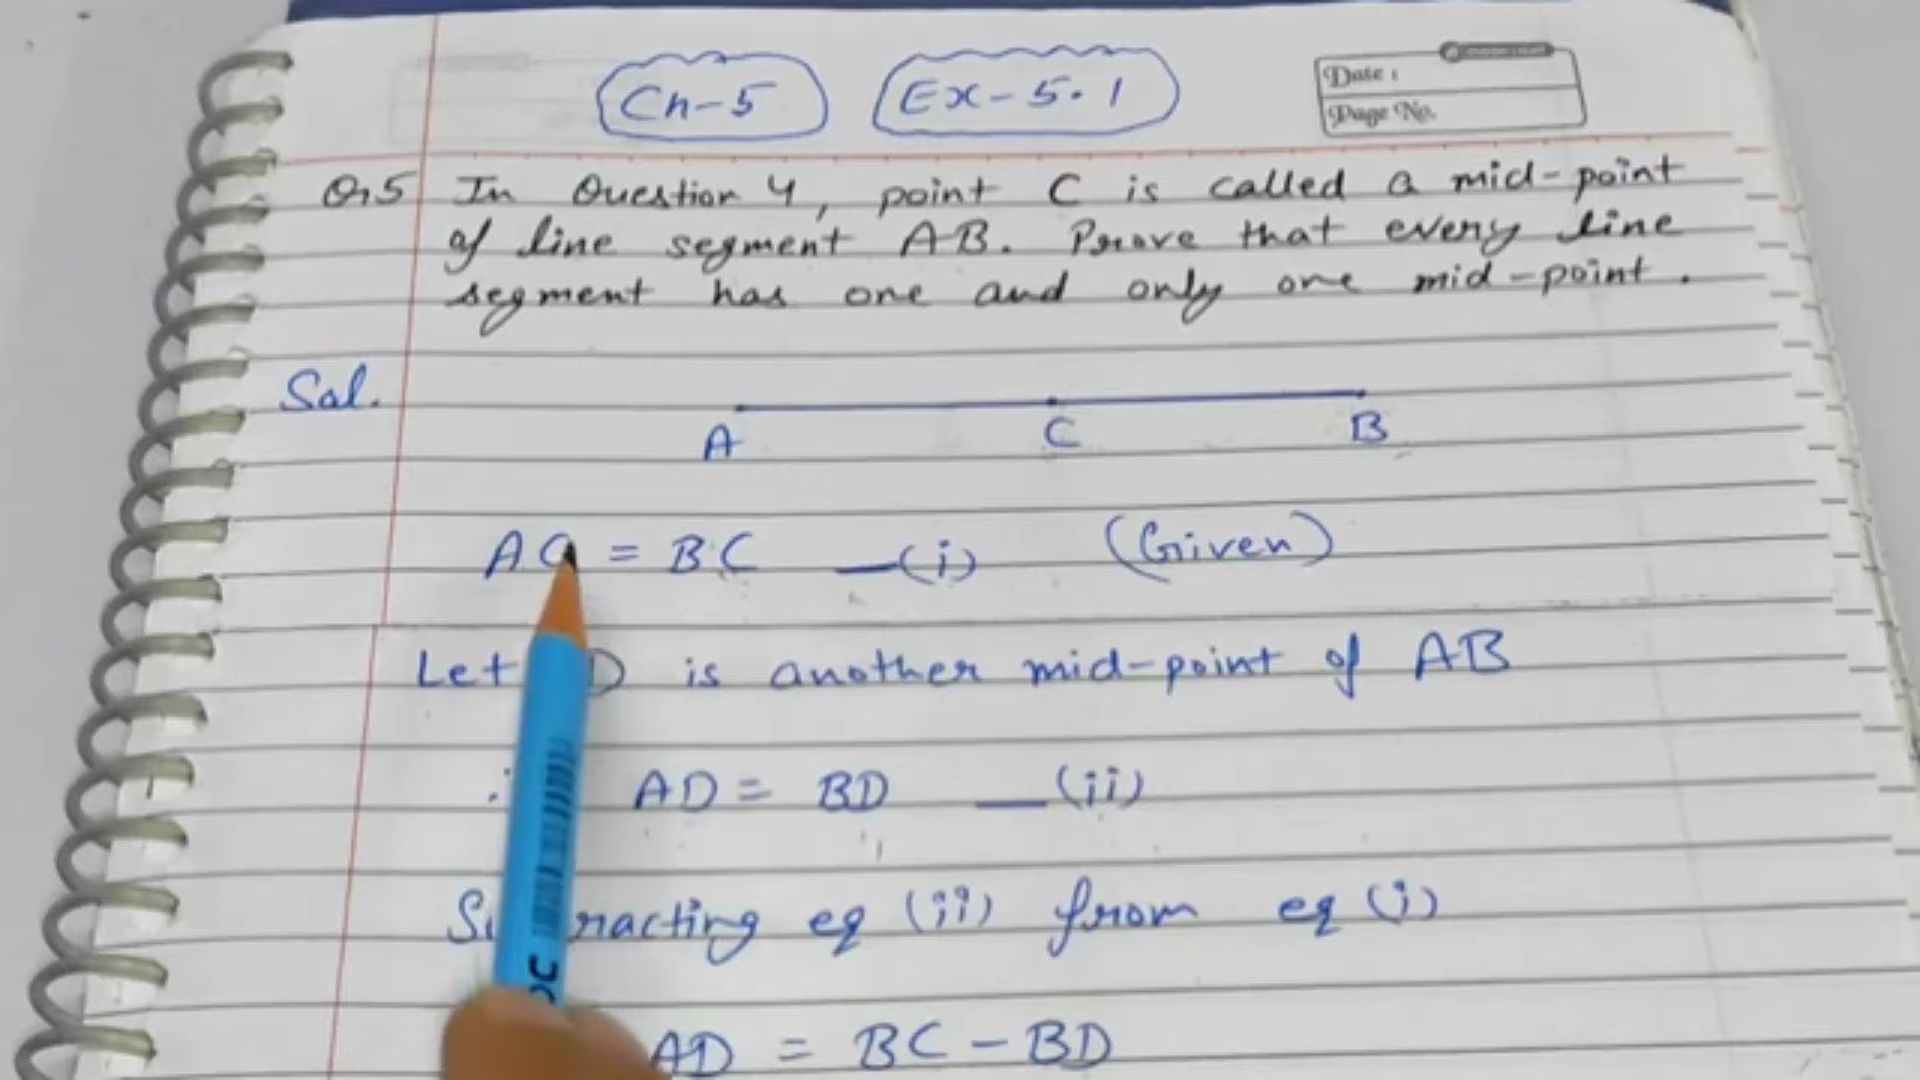 Ch-5 Ex-5.1
Date :
Page No.
Q.5 In Question 4, point C is called a mid-point
of line segment AB. Prove that every line
segment has one and only one mid-point.
Sol.
A C B
AC = BC —(i) (Given)
Let D is another mid-point of AB
AD = BD —(ii)
eq (ii) from eq (i)
AD = BC - BD